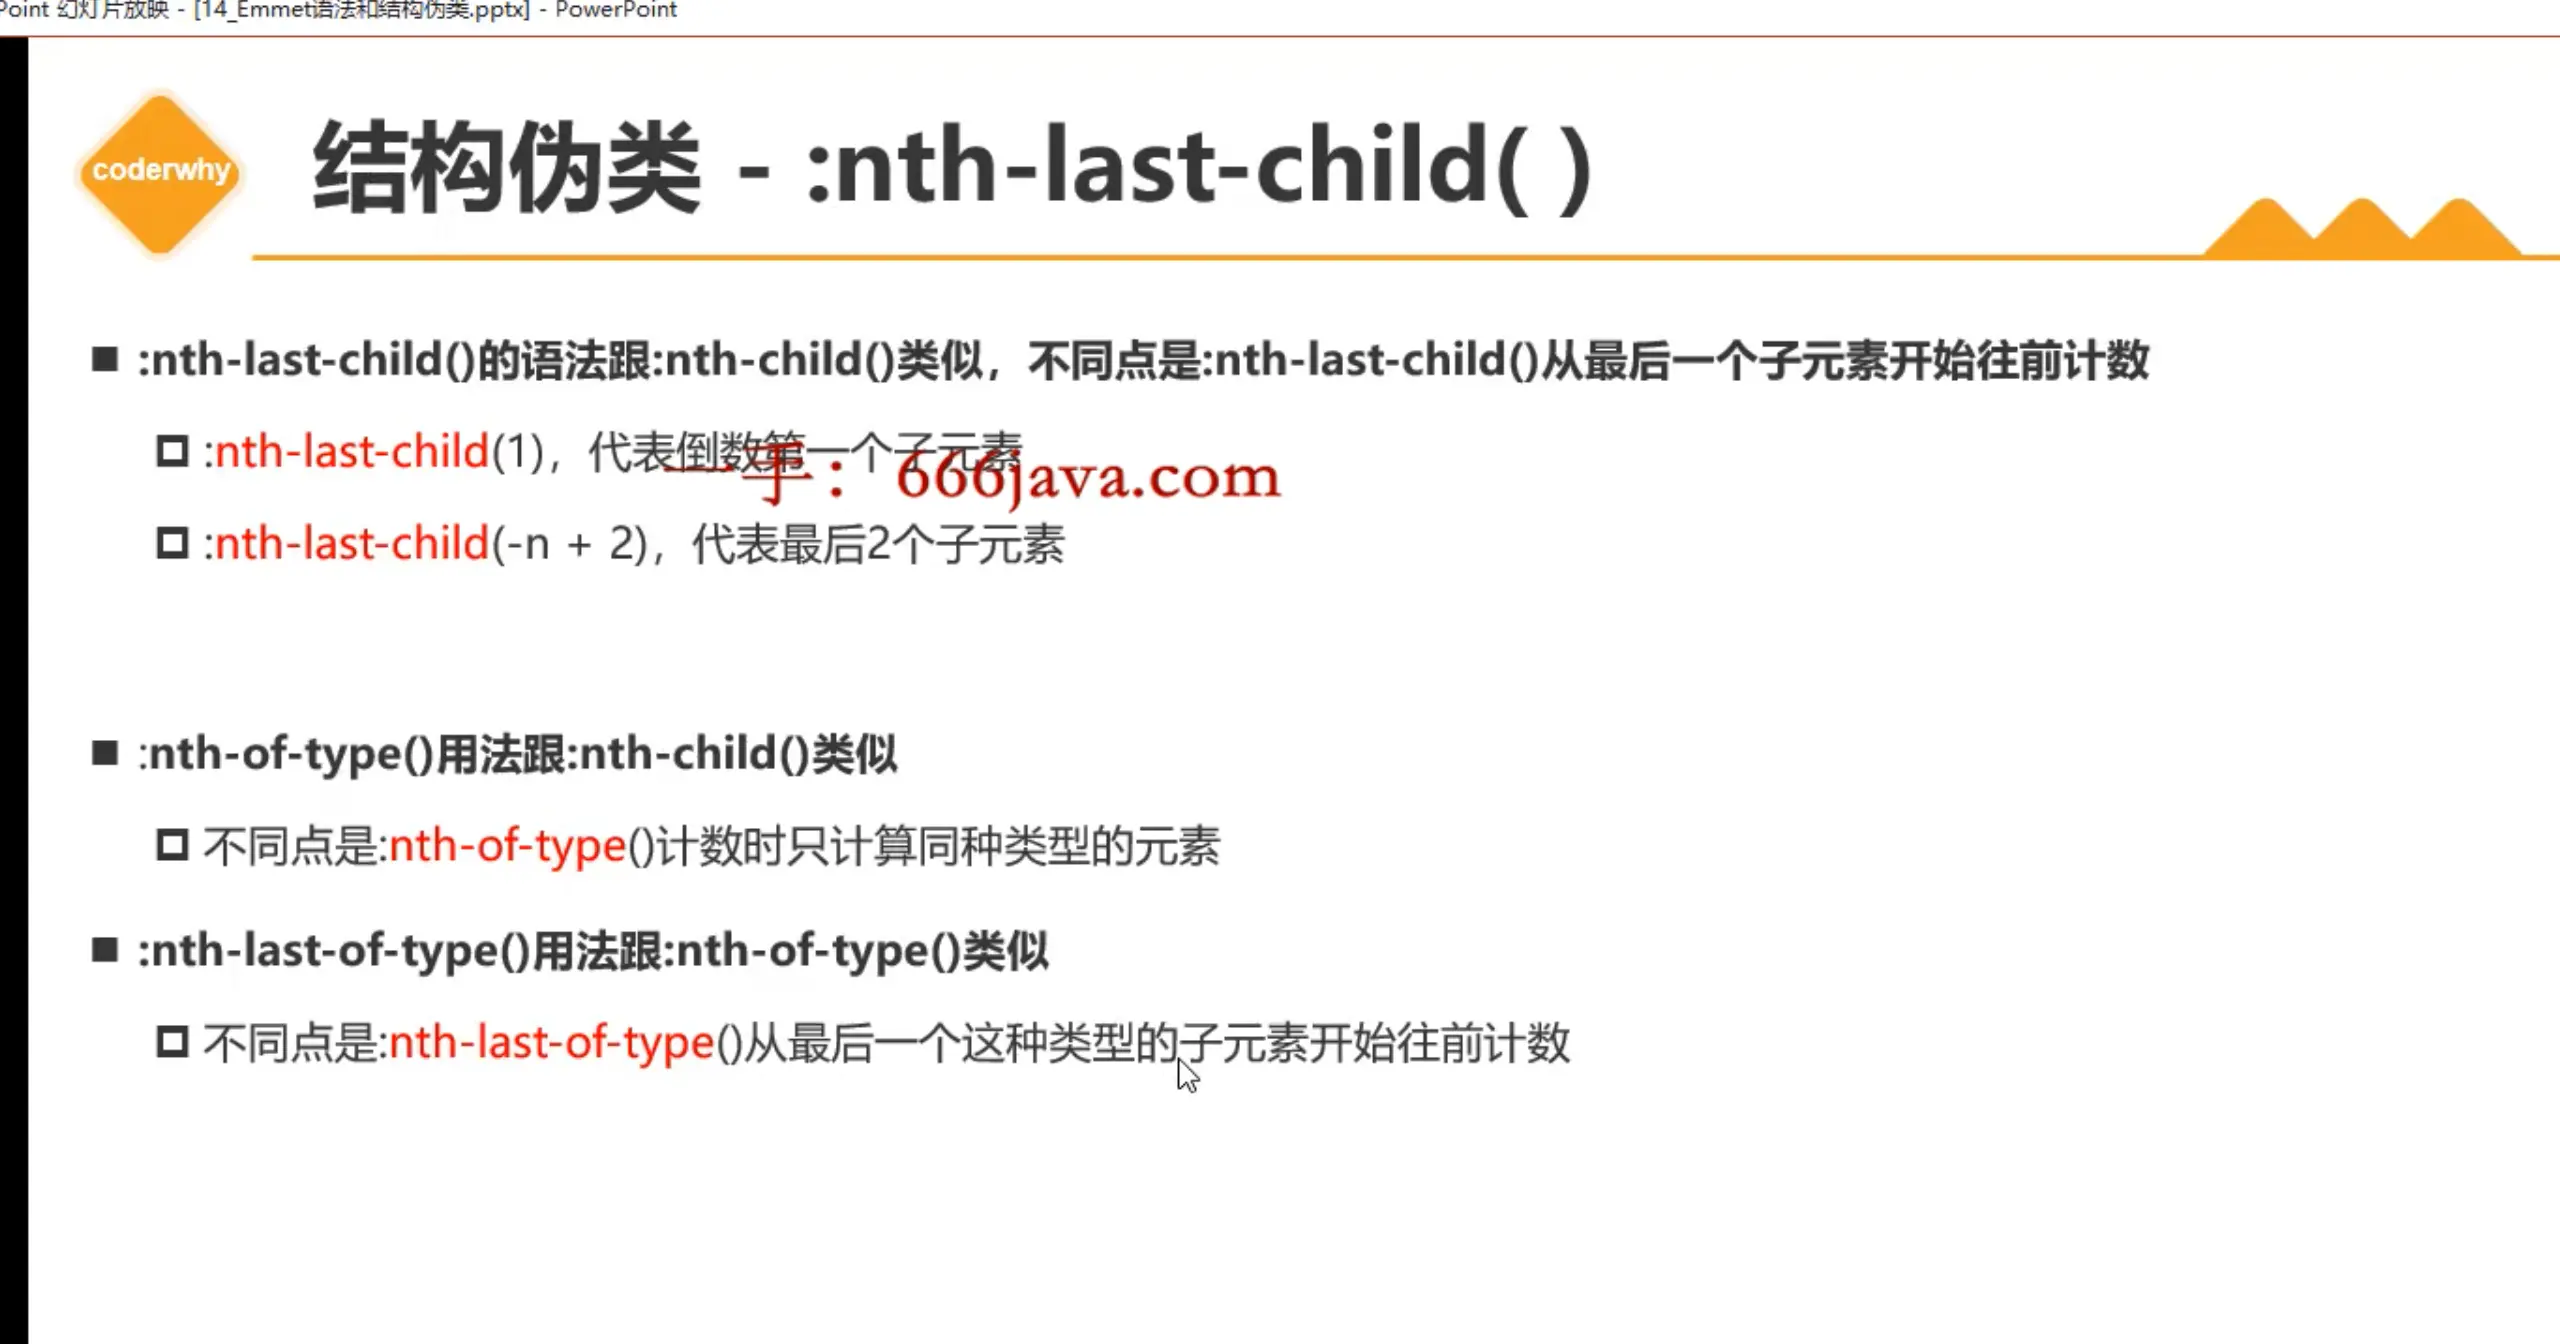 Point 幻灯片放映 - [14_Emmet语法和结构伪类.pptx] - PowerPoint
coderwhy
结构伪类 - :nth-last-child( )
:nth-last-child()的语法跟:nth-child()类似，不同点是:nth-last-child()从最后一个子元素开始往前计数
:nth-last-child(1)，代表倒数第一个子元素
一手：666java.com
:nth-last-child(-n + 2)，代表最后2个子元素
:nth-of-type()用法跟:nth-child()类似
不同点是:nth-of-type()计数时只计算同种类型的元素
:nth-last-of-type()用法跟:nth-of-type()类似
不同点是:nth-last-of-type()从最后一个这种类型的子元素开始往前计数